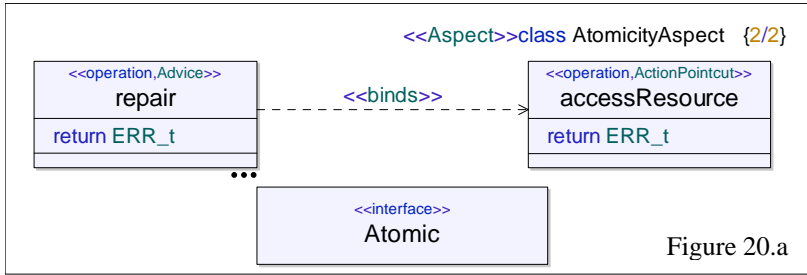 <<Aspect>>class AtomicityAspect {2/2}
<<operation,Advice>>
repair
return ERR_t
<<binds>>
<<operation,ActionPointcut>>
accessResource
return ERR_t
<<interface>>
Atomic
Figure 20.a